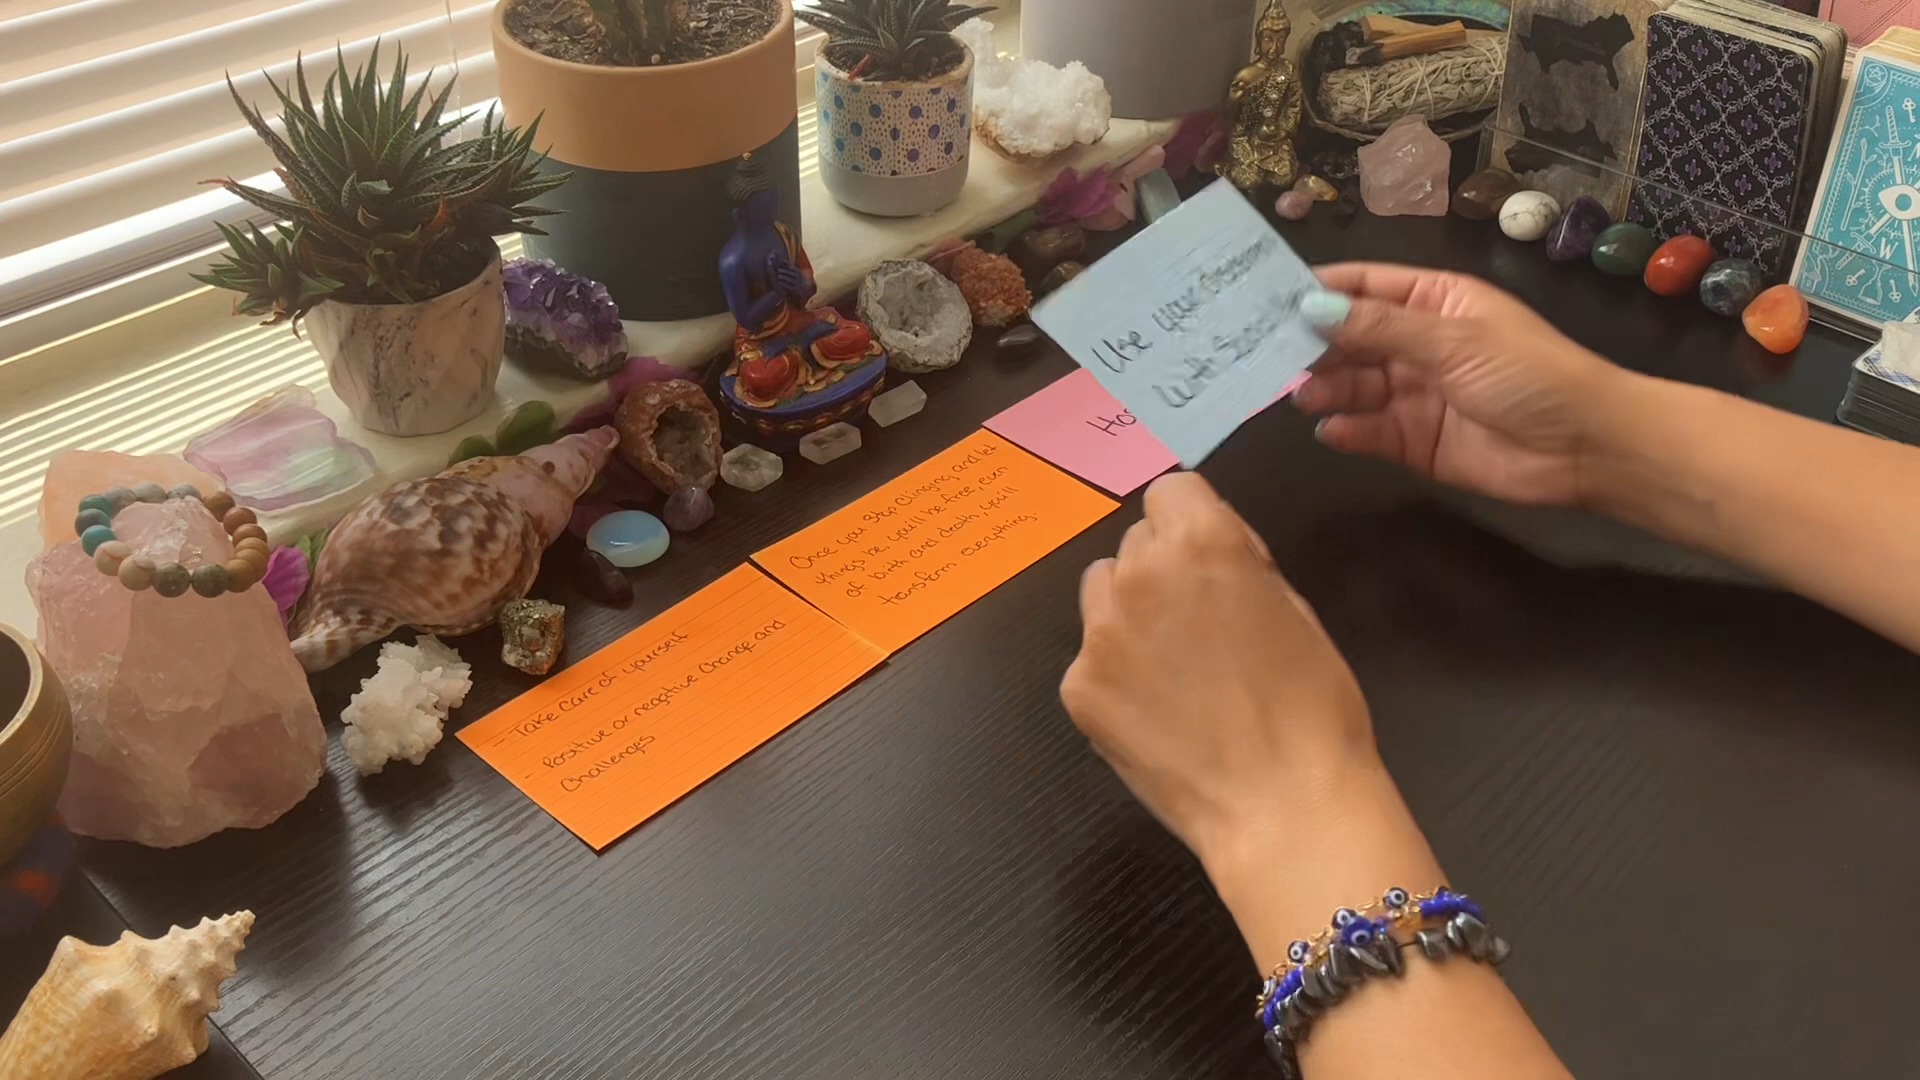 - Take care of yourself
- Positive or negative change and
challenges
Once you stop clinging and let
things be, you'll be free, even
of birth and death, you'll
transform everything.
Ho
Use your
with